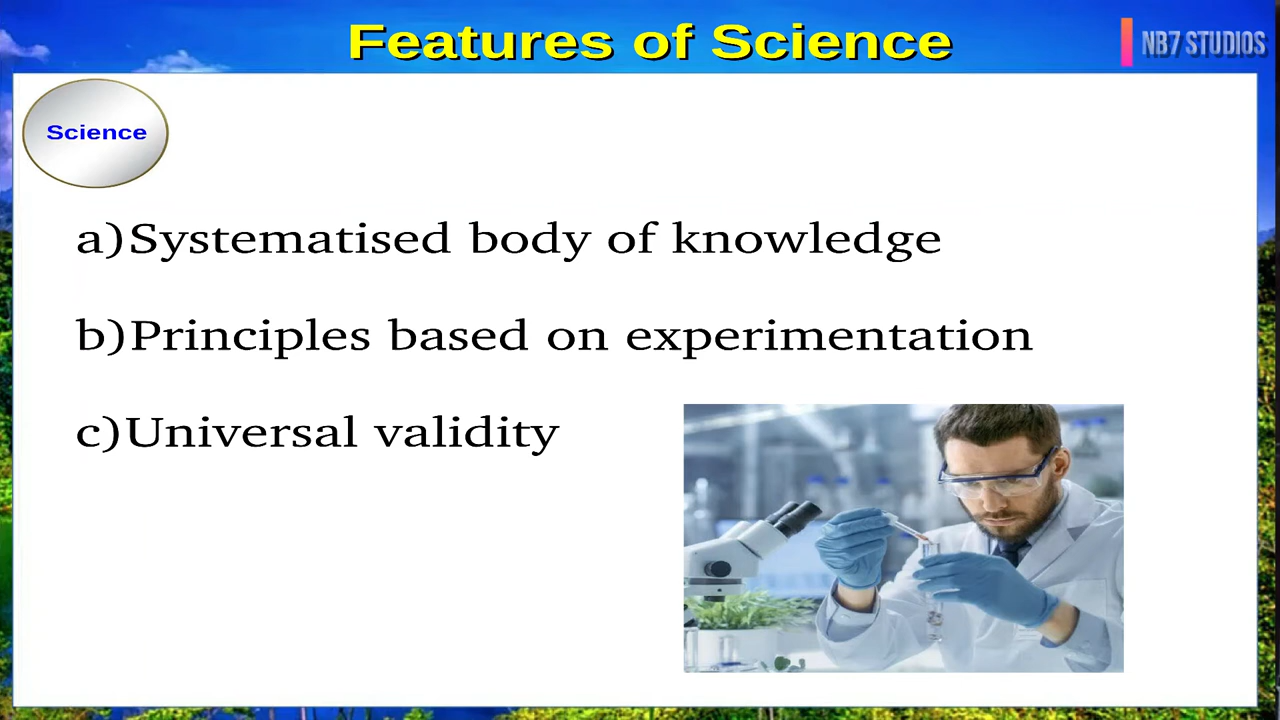 Features of Science
NB7 STUDIOS
Science
a)Systematised body of knowledge
b)Principles based on experimentation
c)Universal validity